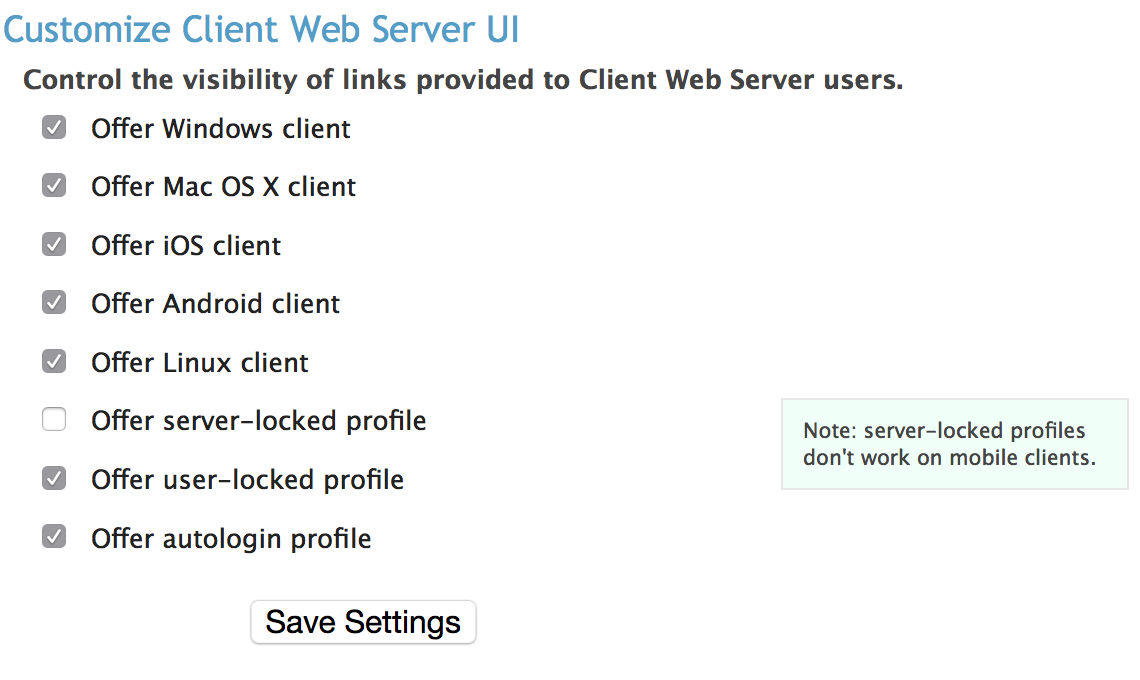 Customize Client Web Server UI
Control the visibility of links provided to Client Web Server users.
Offer Windows client
Offer Mac OS X client
Offer iOS client
Offer Android client
Offer Linux client
Offer server-locked profile
Note: server-locked profiles
don't work on mobile clients.
Offer user-locked profile
Offer autologin profile
Save Settings